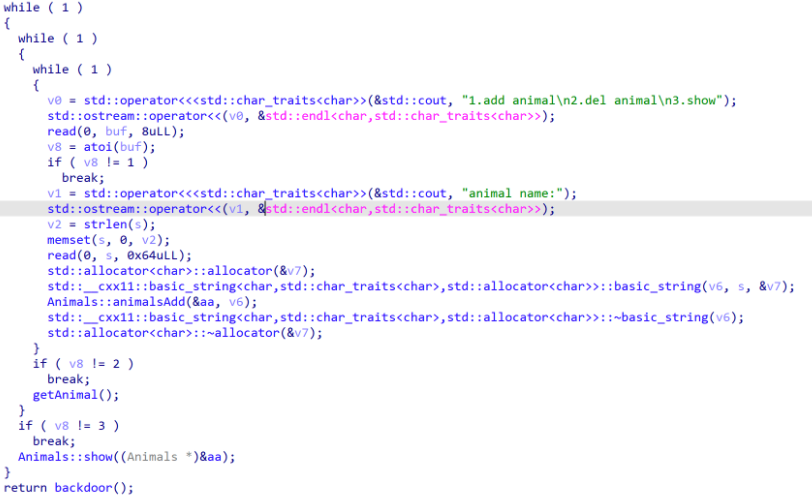 while ( 1 )
{
  while ( 1 )
  {
    while ( 1 )
    {
      v0 = std::operator<<<std::char_traits<char>>(&std::cout, "1.add animal\n2.del animal\n3.show");
      std::ostream::operator<<(v0, &std::endl<char,std::char_traits<char>>);
      read(0, buf, 8uLL);
      v8 = atoi(buf);
      if ( v8 != 1 )
        break;
      v1 = std::operator<<<std::char_traits<char>>(&std::cout, "animal name:");
      std::ostream::operator<<(v1, &std::endl<char,std::char_traits<char>>);
      v2 = strlen(s);
      memset(s, 0, v2);
      read(0, s, 0x64uLL);
      std::allocator<char>::allocator(&v7);
      std::__cxx11::basic_string<char,std::char_traits<char>,std::allocator<char>>::basic_string(v6, s, &v7);
      Animals::animalsAdd(&aa, v6);
      std::__cxx11::basic_string<char,std::char_traits<char>,std::allocator<char>>::~basic_string(v6);
      std::allocator<char>::~allocator(&v7);
    }
    if ( v8 != 2 )
      break;
    getAnimal();
  }
  if ( v8 != 3 )
    break;
  Animals::show((Animals *)&aa);
}
return backdoor();